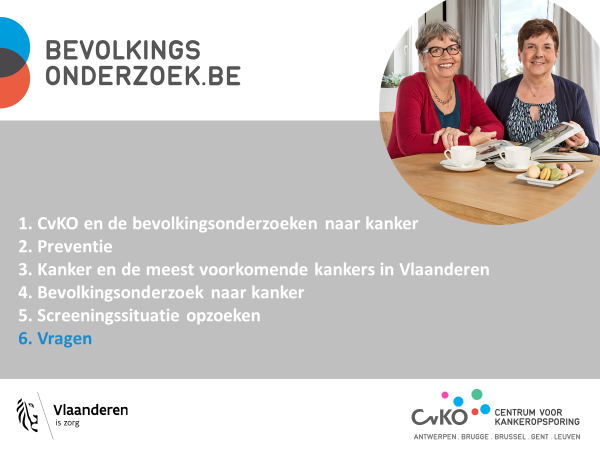 BEVOLKINGS
ONDERZOEK.BE
1. CvKO en de bevolkingsonderzoeken naar kanker
2. Preventie
3. Kanker en de meest voorkomende kankers in Vlaanderen
4. Bevolkingsonderzoek naar kanker
5. Screeningssituatie opzoeken
6. Vragen
Vlaanderen
is zorg
CvKO
CENTRUM VOOR
KANKEROPSPORING
ANTWERPEN . BRUGGE . BRUSSEL . GENT . LEUVEN